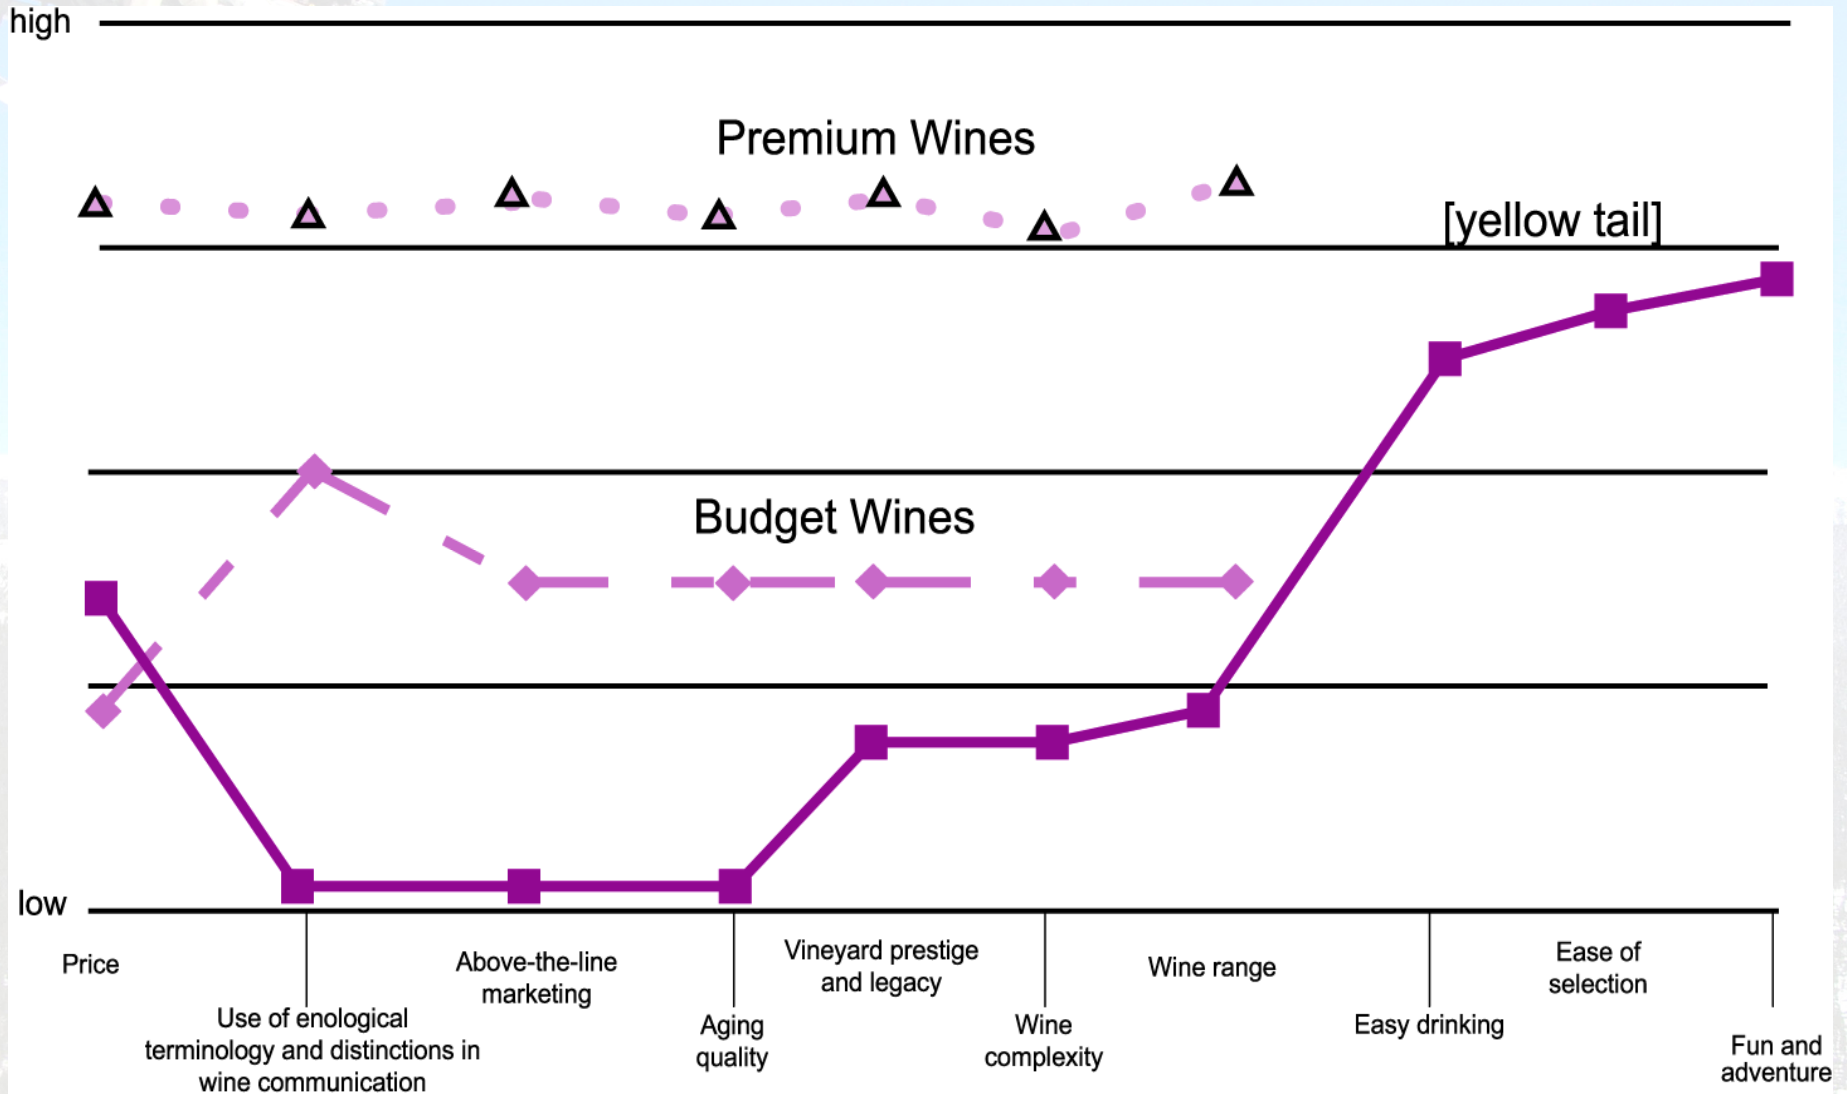 high
Premium Wines
[yellow tail]
Budget Wines
low
Price
Use of enological
terminology and distinctions in
wine communication
Above-the-line
marketing
Aging
quality
Vineyard prestige
and legacy
Wine
complexity
Wine range
Easy drinking
Ease of
selection
Fun and
adventure